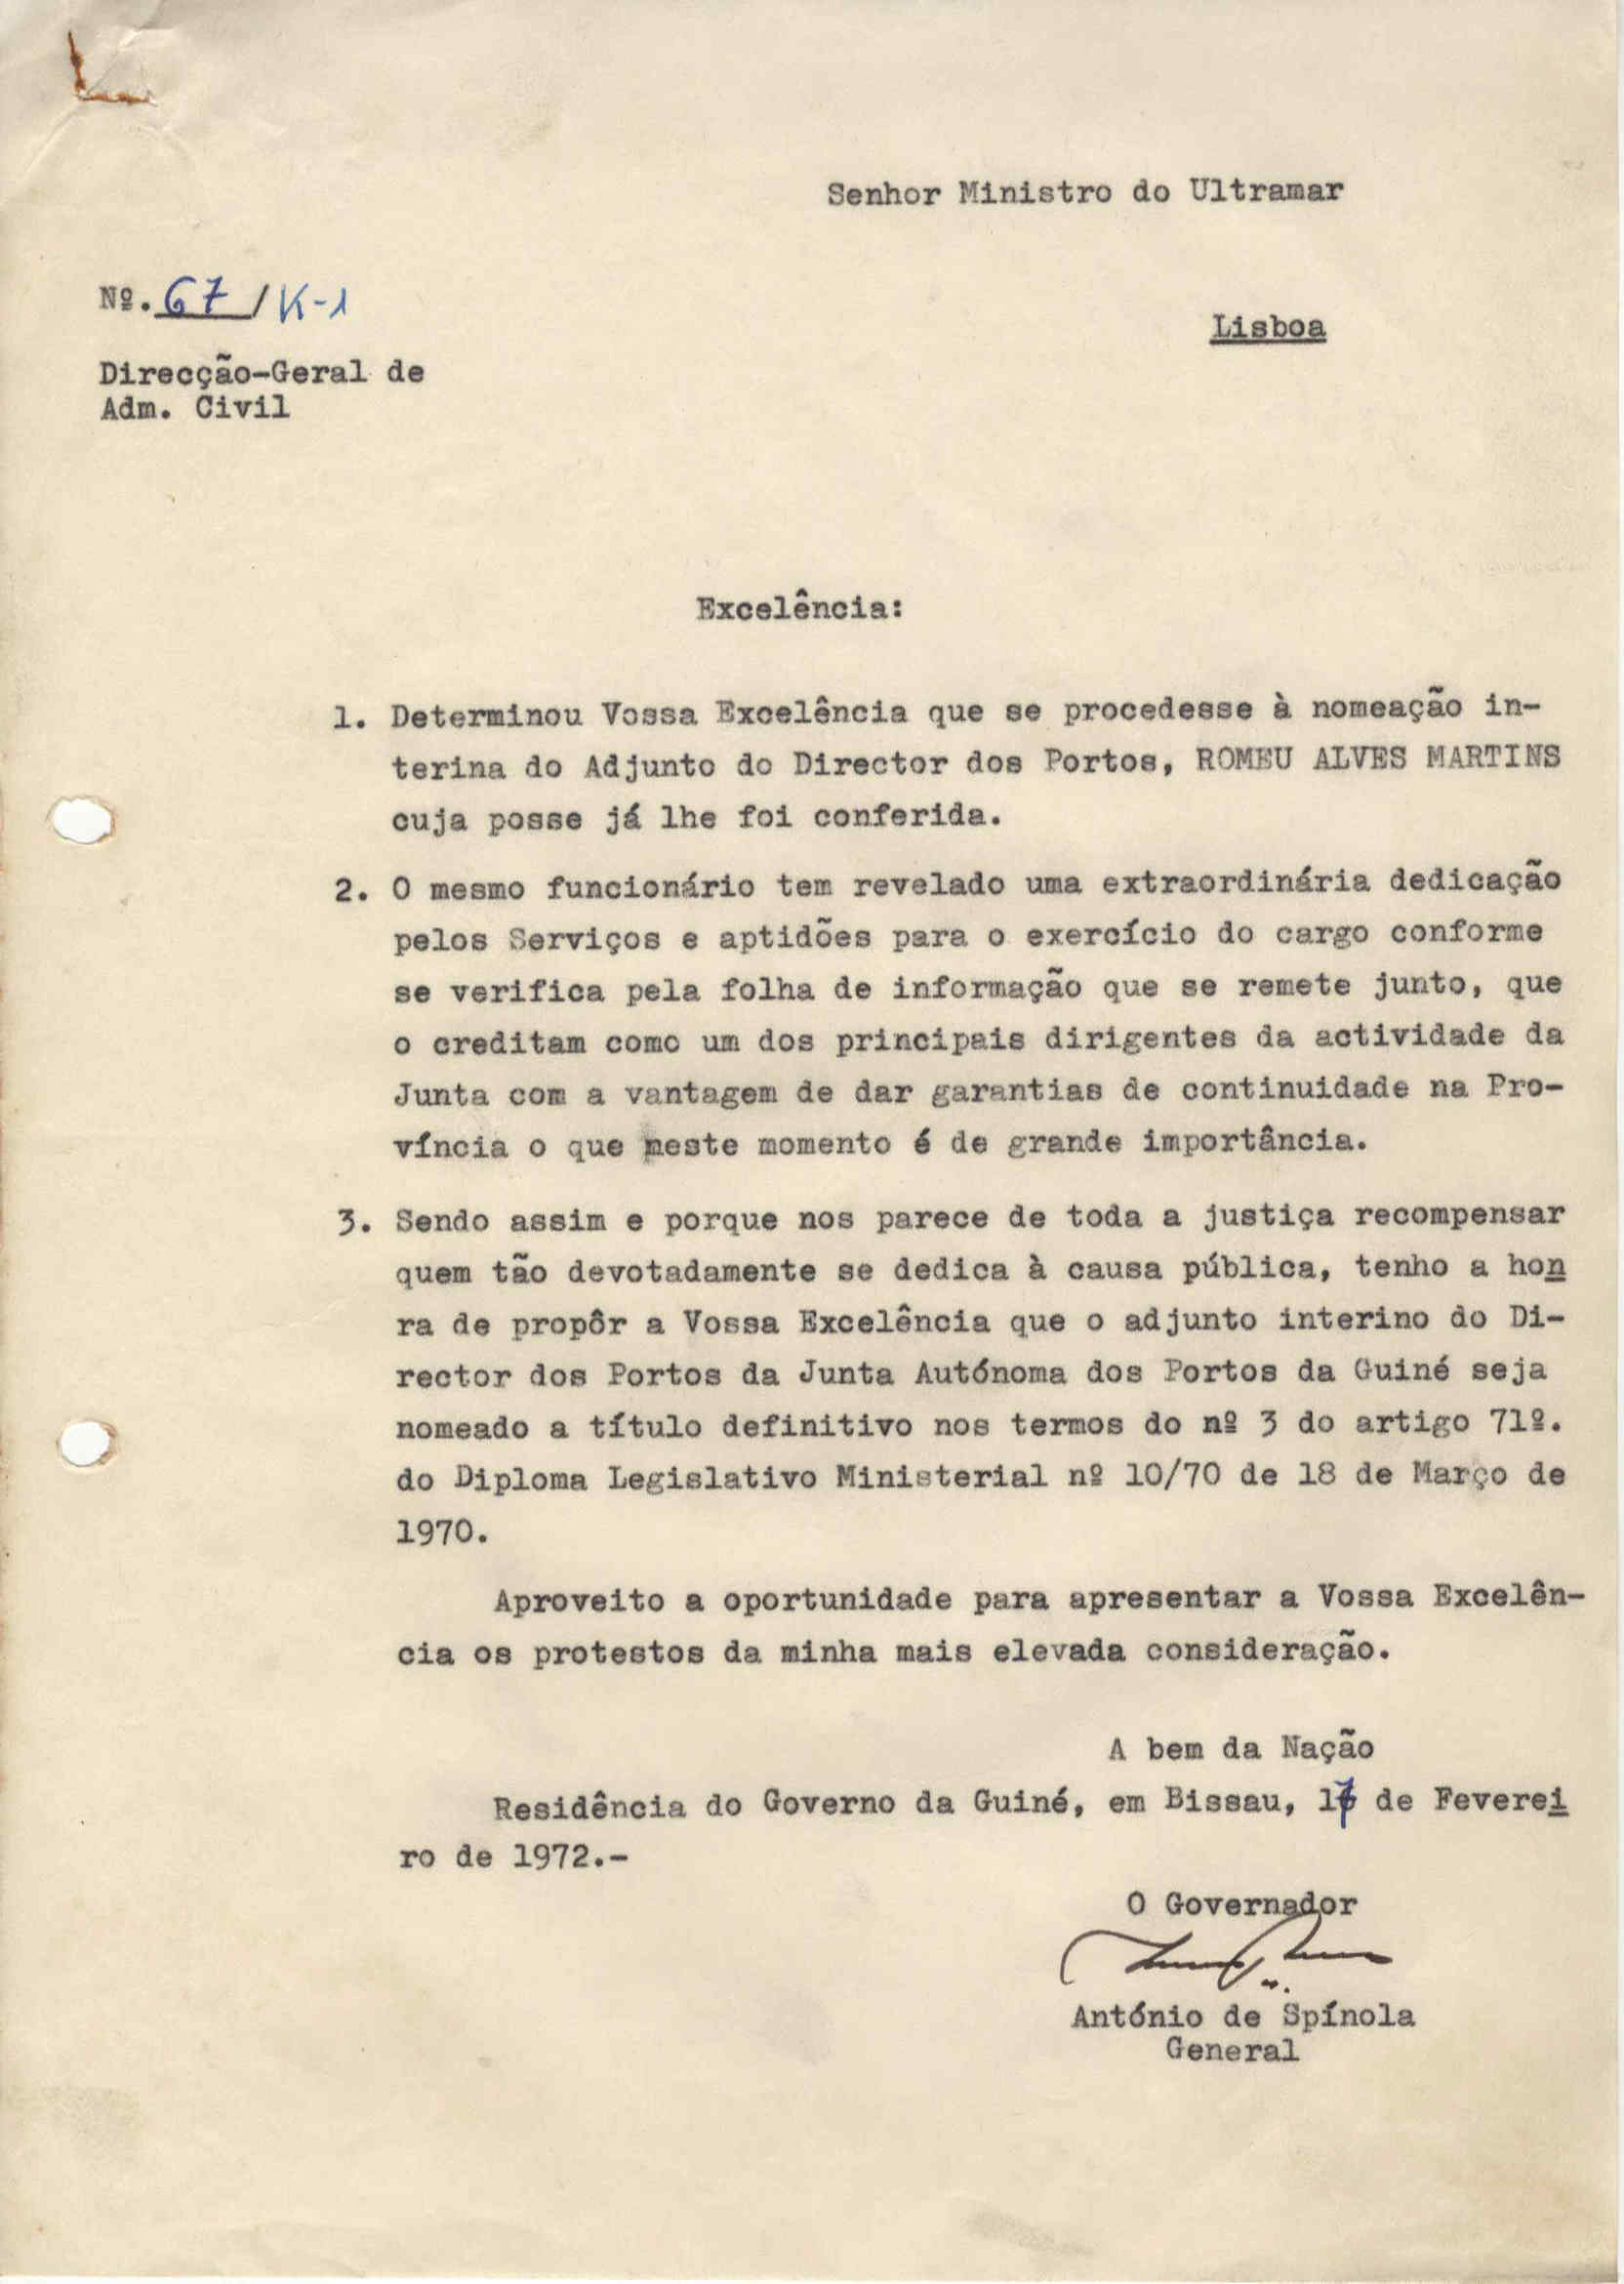 Senhor Ministro do Ultramar
Nº. 67/K-1
Lisboa
Direcção-Geral de
Adm. Civil
Excelência:
1. Determinou Vossa Excelência que se procedesse à nomeação in-
terina do Adjunto do Director dos Portos, ROMEU ALVES MARTINS
cuja posse já lhe foi conferida.
2. O mesmo funcionário tem revelado uma extraordinária dedicação
pelos Serviços e aptidões para o exercício do cargo conforme
se verifica pela folha de informação que se remete junto, que
o creditam como um dos principais dirigentes da actividade da
Junta com a vantagem de dar garantias de continuidade na Pro-
víncia o que neste momento é de grande importância.
3. Sendo assim e porque nos parece de toda a justiça recompensar
quem tão devotadamente se dedica à causa pública, tenho a hon
ra de propôr a Vossa Excelência que o adjunto interino do Di-
rector dos Portos da Junta Autónoma dos Portos da Guiné seja
nomeado a título definitivo nos termos do nº 3 do artigo 71º.
do Diploma Legislativo Ministerial nº 10/70 de 18 de Março de
1970.
Aproveito a oportunidade para apresentar a Vossa Excelên-
cia os protestos da minha mais elevada consideração.
A bem da Nação
Residência do Governo da Guiné, em Bissau, 17 de Feverei
ro de 1972.-
O Governador
António de Spínola
General